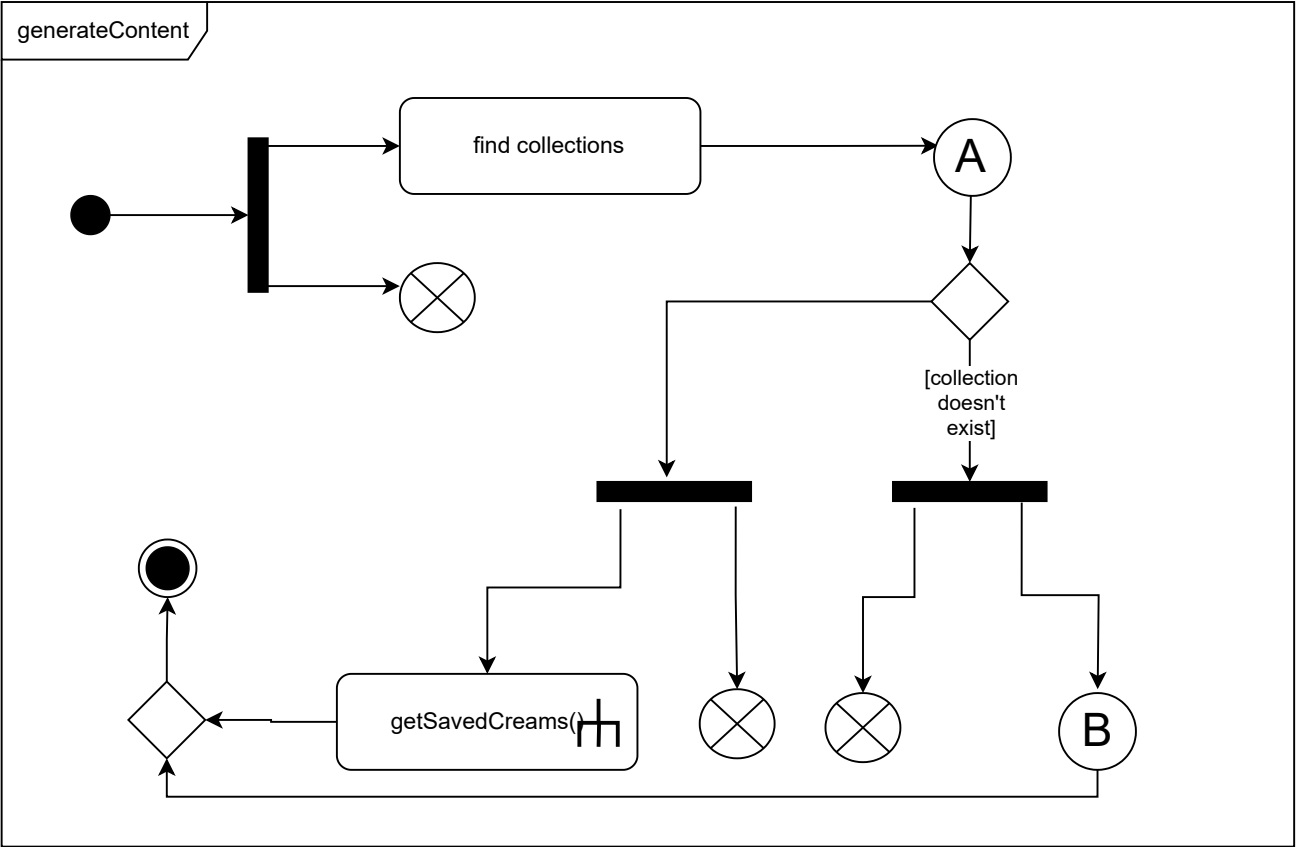 generateContent
find collections
A
[collection
doesn't
exist]
getSavedCreams()
B